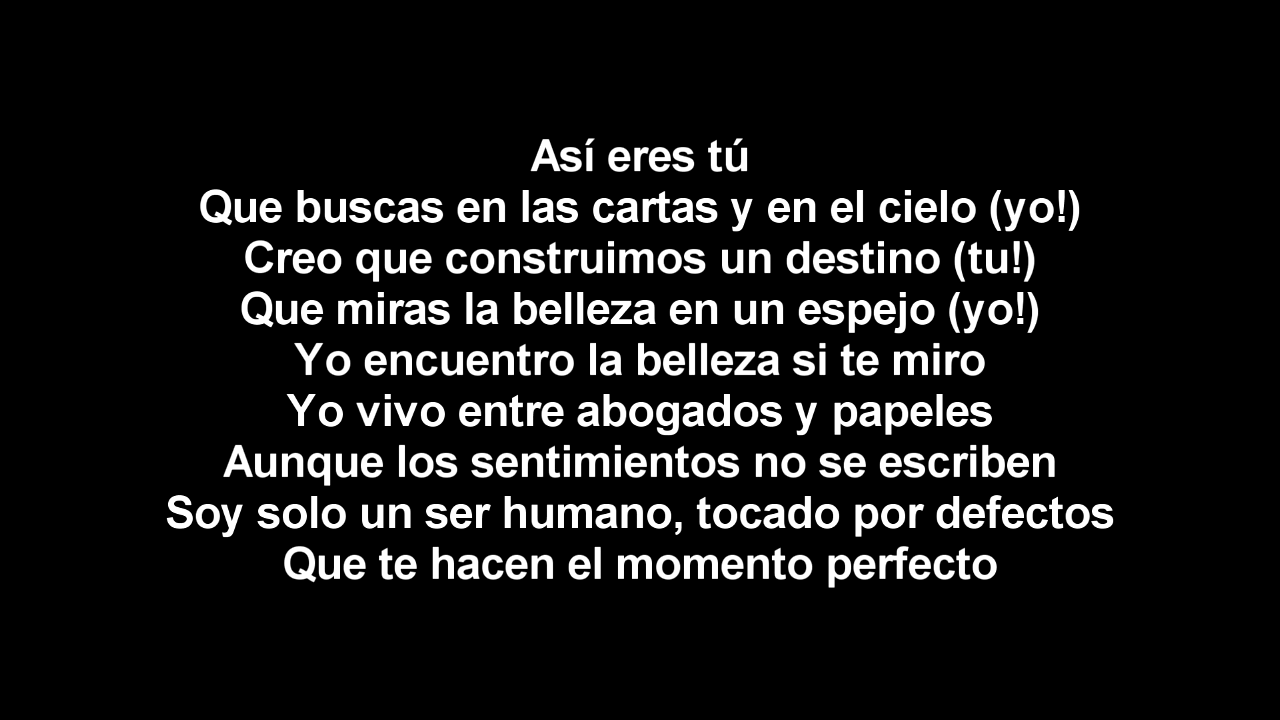 Así eres tú
Que buscas en las cartas y en el cielo (yo!)
Creo que construimos un destino (tu!)
Que miras la belleza en un espejo (yo!)
Yo encuentro la belleza si te miro
Yo vivo entre abogados y papeles
Aunque los sentimientos no se escriben
Soy solo un ser humano, tocado por defectos
Que te hacen el momento perfecto